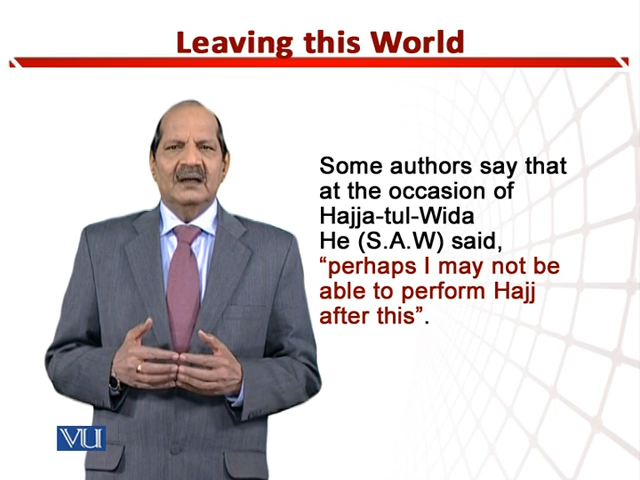 Leaving this World
Some authors say that
at the occasion of
Hajja-tul-Wida
He (S.A.W) said,
“perhaps I may not be
able to perform Hajj
after this”.
VU